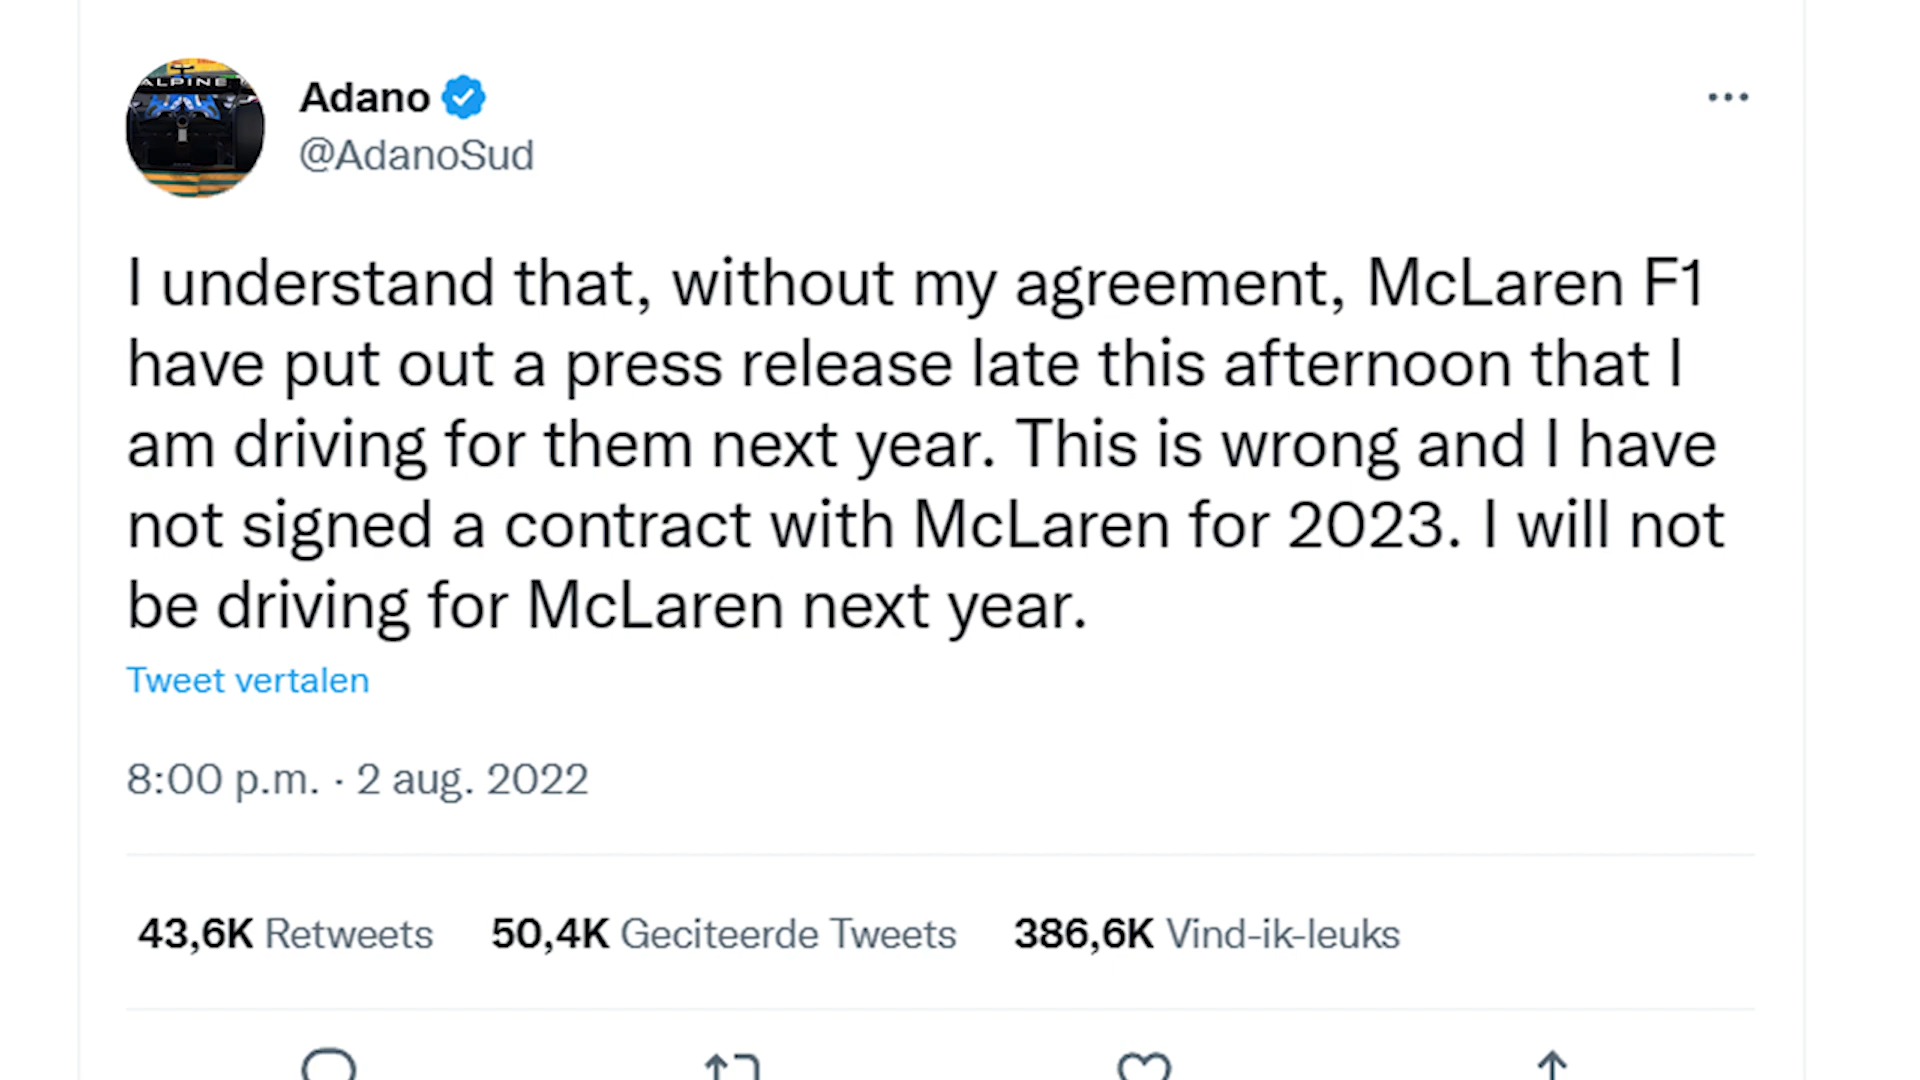 ALPINE
Adano
@AdanoSud
I understand that, without my agreement, McLaren F1
have put out a press release late this afternoon that I
am driving for them next year. This is wrong and I have
not signed a contract with McLaren for 2023. I will not
be driving for McLaren next year.
Tweet vertalen
8:00 p.m. · 2 aug. 2022
43,6K Retweets 50,4K Geciteerde Tweets 386,6K Vind-ik-leuks